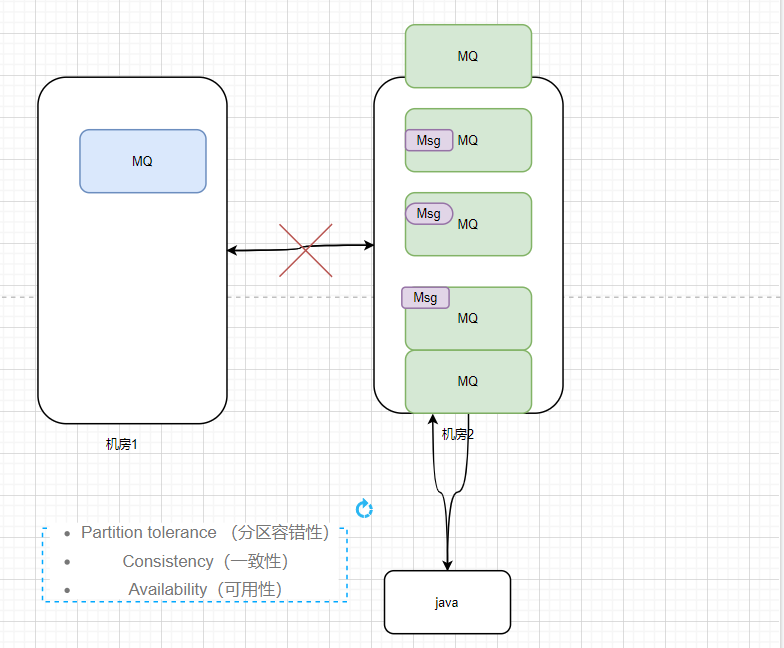 MQ
MQ
Msg MQ
Msg MQ
Msg
MQ
MQ
机房1
机房2
Partition tolerance （分区容错性）
Consistency（一致性）
Availability（可用性）
java